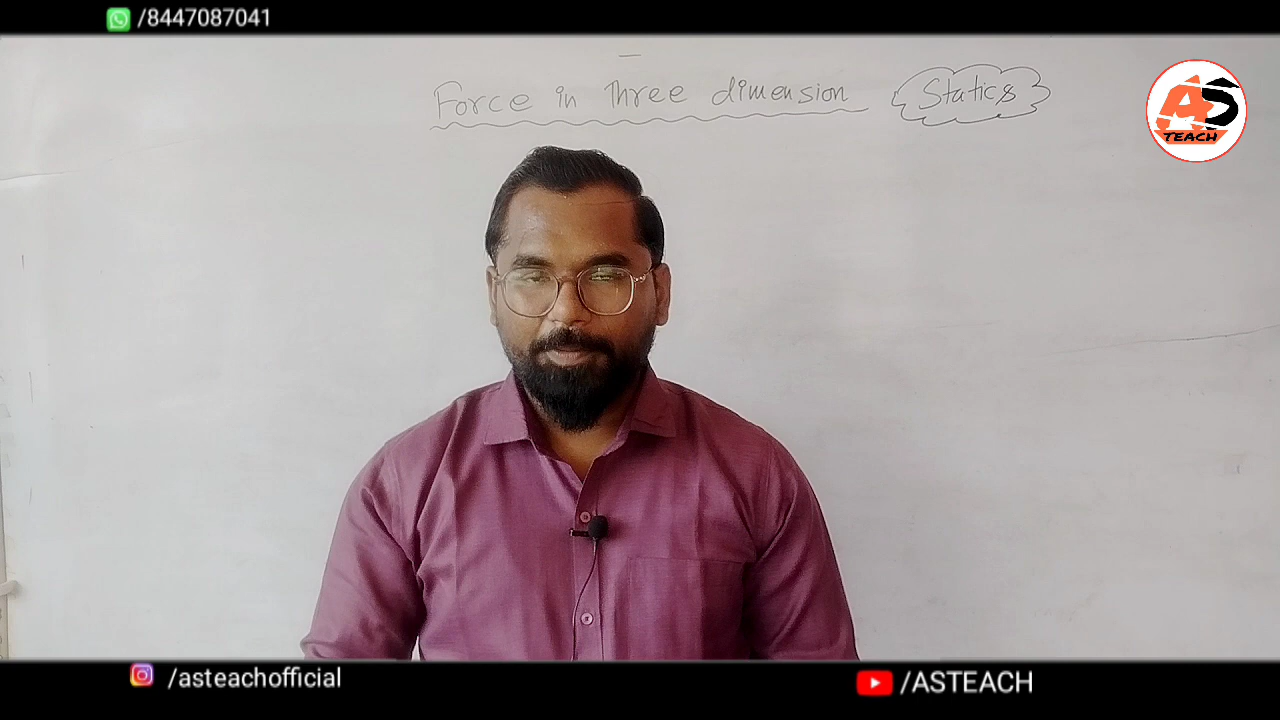 /8447087041
Force in three dimension Statics
AS
TEACH
/asteachofficial
/ASTEACH